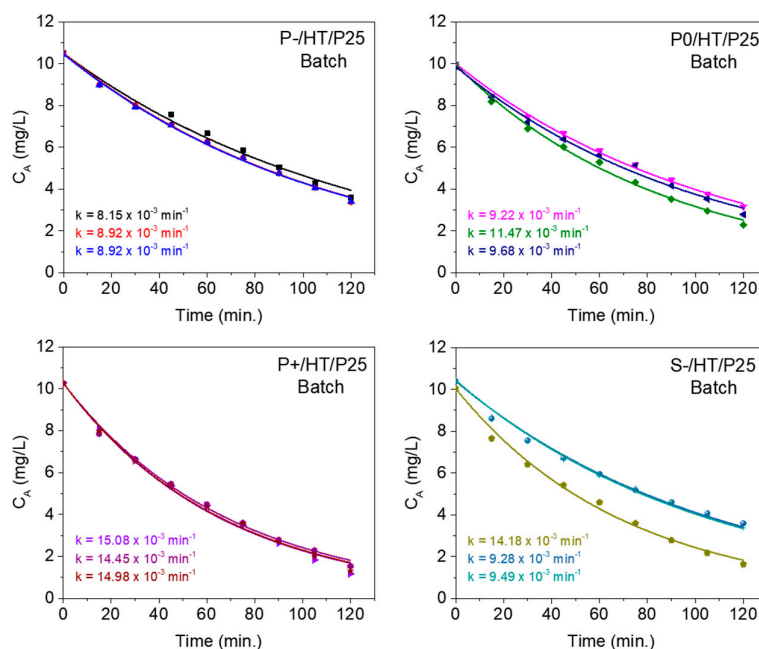 P-/HT/P25
Batch
C_A (mg/L)
12
10
8
6
4
2
0
k = 8.15 x 10⁻³ min⁻¹
k = 8.92 x 10⁻³ min⁻¹
k = 8.92 x 10⁻³ min⁻¹
0 20 40 60 80 100 120
Time (min.)
P0/HT/P25
Batch
C_A (mg/L)
12
10
8
6
4
2
0
k = 9.22 x 10⁻³ min⁻¹
k = 11.47 x 10⁻³ min⁻¹
k = 9.68 x 10⁻³ min⁻¹
0 20 40 60 80 100 120
Time (min.)
P+/HT/P25
Batch
C_A (mg/L)
12
10
8
6
4
2
0
k = 15.08 x 10⁻³ min⁻¹
k = 14.45 x 10⁻³ min⁻¹
k = 14.98 x 10⁻³ min⁻¹
0 20 40 60 80 100 120
Time (min.)
S-/HT/P25
Batch
C_A (mg/L)
12
10
8
6
4
2
0
k = 14.18 x 10⁻³ min⁻¹
k = 9.28 x 10⁻³ min⁻¹
k = 9.49 x 10⁻³ min⁻¹
0 20 40 60 80 100 120
Time (min.)